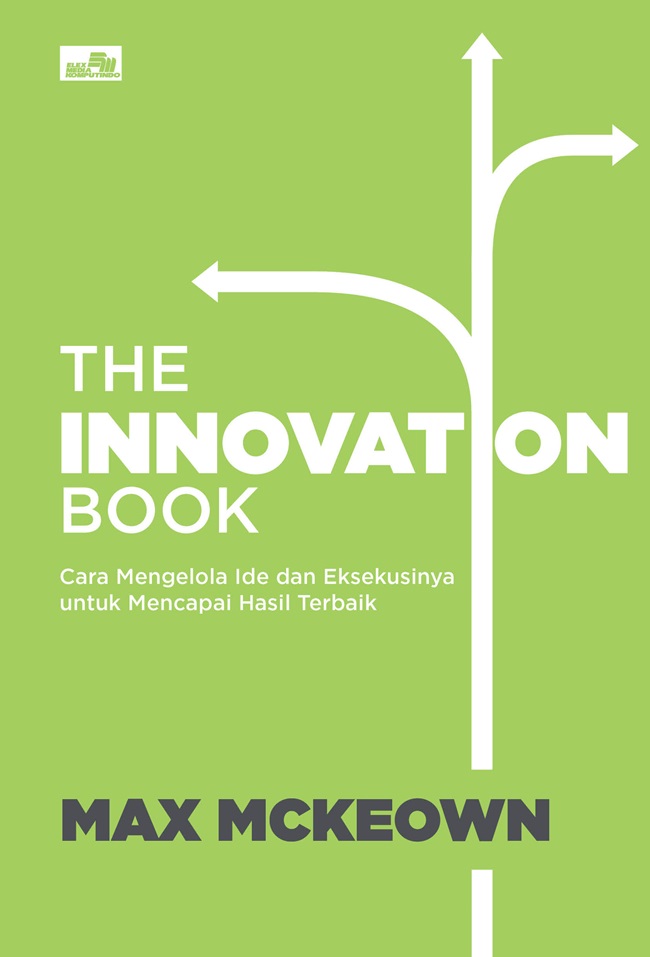 ELEX
MEDIA
KOMPUTINDO
THE
INNOVATION
BOOK
Cara Mengelola Ide dan Eksekusinya
untuk Mencapai Hasil Terbaik
MAX MCKEOWN